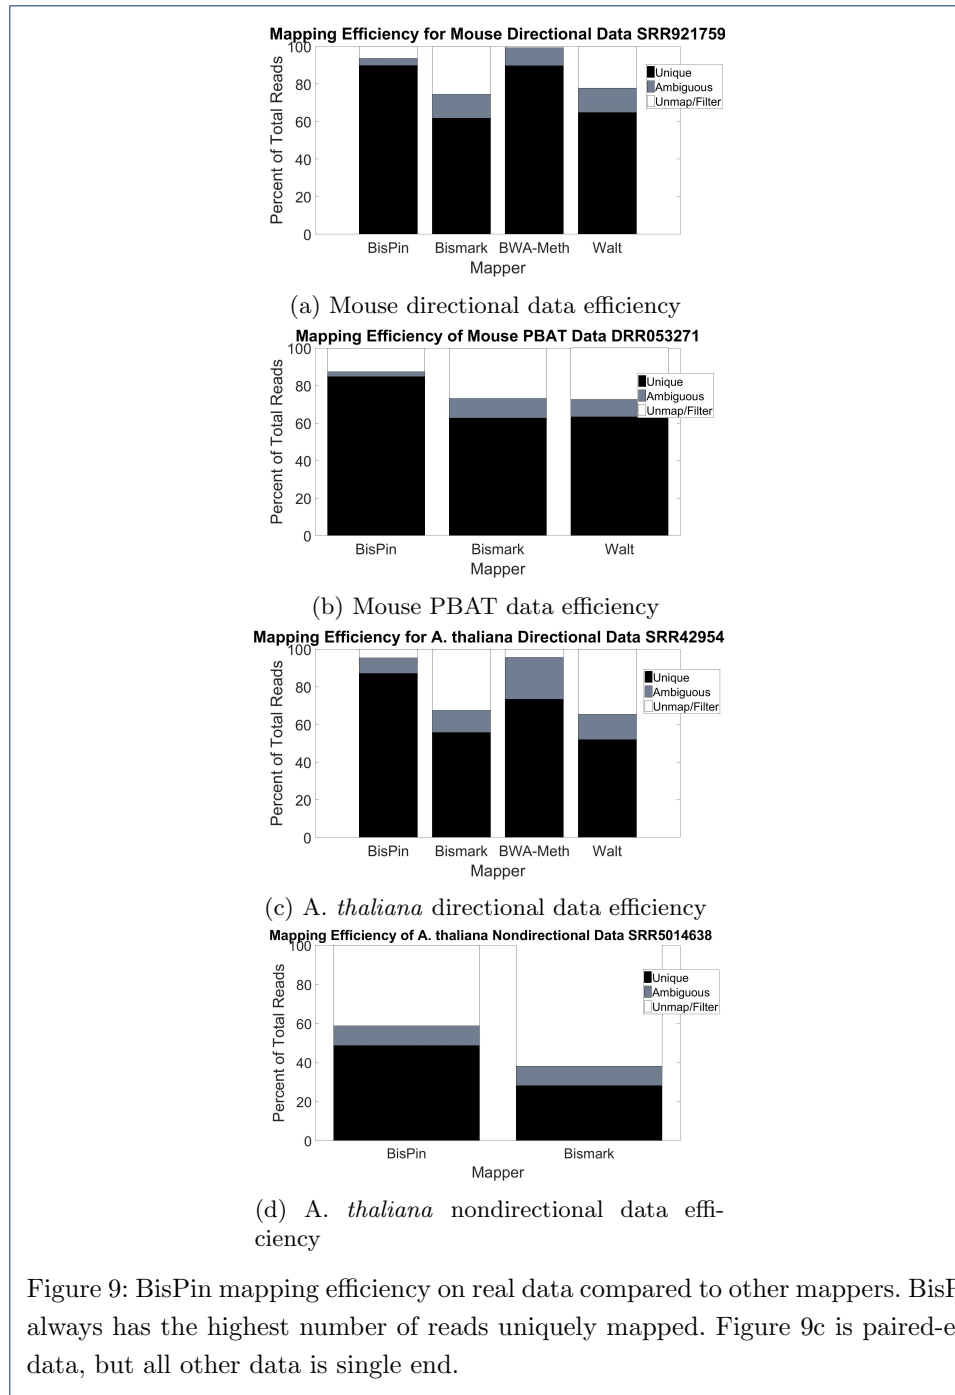 Mapping Efficiency for Mouse Directional Data SRR921759
100
80
60
40
20
0
Percent of Total Reads
Unique
Ambiguous
Unmap/Filter
BisPin Bismark BWA-Meth Walt
Mapper
(a) Mouse directional data efficiency
Mapping Efficiency of Mouse PBAT Data DRR053271
100
80
60
40
20
0
Percent of Total Reads
Unique
Ambiguous
Unmap/Filter
BisPin Bismark Walt
Mapper
(b) Mouse PBAT data efficiency
Mapping Efficiency for A. thaliana Directional Data SRR42954
100
80
60
40
20
0
Percent of Total Reads
Unique
Ambiguous
Unmap/Filter
BisPin Bismark BWA-Meth Walt
Mapper
(c) A. thaliana directional data efficiency
Mapping Efficiency of A. thaliana Nondirectional Data SRR5014638
100
80
60
40
20
0
Percent of Total Reads
Unique
Ambiguous
Unmap/Filter
BisPin Bismark
Mapper
(d) A. thaliana nondirectional data effi-
ciency
Figure 9: BisPin mapping efficiency on real data compared to other mappers. BisP
always has the highest number of reads uniquely mapped. Figure 9c is paired-e
data, but all other data is single end.